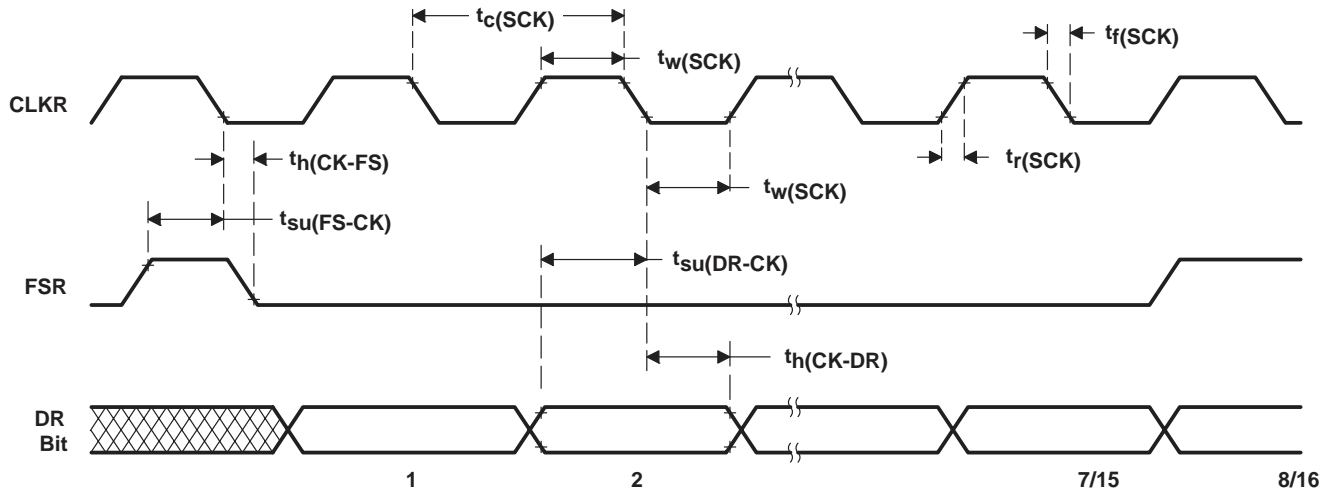 tc(SCK)
tf(SCK)
tw(SCK)
CLKR
th(CK-FS)
tr(SCK)
tw(SCK)
tsu(FS-CK)
tsu(DR-CK)
FSR
th(CK-DR)
DR
Bit
1 2 7/15 8/16